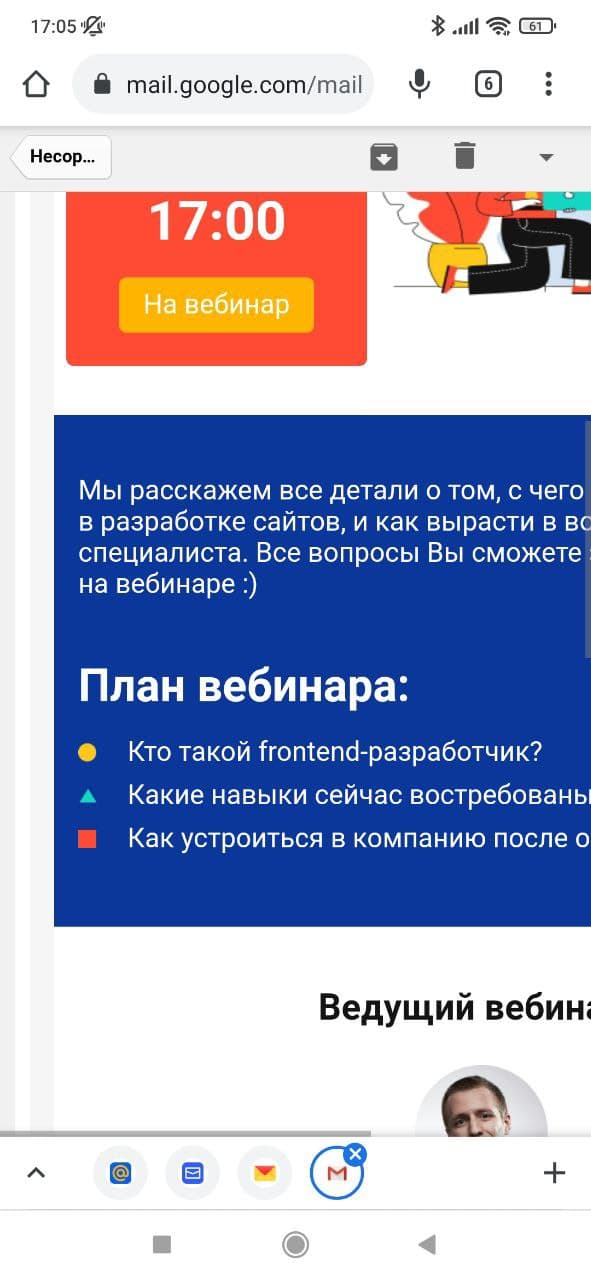 17:05
61
mail.google.com/mail
6
Несор...
17:00
На вебинар
Мы расскажем все детали о том, с чего
в разработке сайтов, и как вырасти в
специалиста. Все вопросы Вы сможете
на вебинаре :)
План вебинара:
Кто такой frontend-разработчик?
Какие навыки сейчас востребованы
Как устроиться в компанию после о
Ведущий вебина